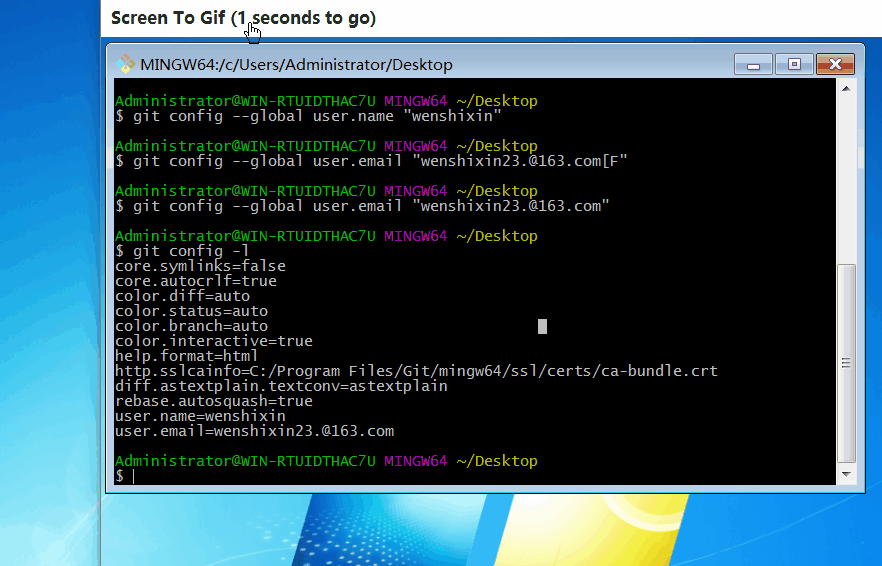 Screen To Gif (1 seconds to go)
MINGW64:/c/Users/Administrator/Desktop
Administrator@WIN-RTUIDTHAC7U MINGW64 ~/Desktop
$ git config --global user.name "wenshixin"
Administrator@WIN-RTUIDTHAC7U MINGW64 ~/Desktop
$ git config --global user.email "wenshixin23.@163.com[F"
Administrator@WIN-RTUIDTHAC7U MINGW64 ~/Desktop
$ git config --global user.email "wenshixin23.@163.com"
Administrator@WIN-RTUIDTHAC7U MINGW64 ~/Desktop
$ git config -l
core.symlinks=false
core.autocrlf=true
color.diff=auto
color.status=auto
color.branch=auto
color.interactive=true
help.format=html
http.sslcainfo=C:/Program Files/Git/mingw64/ssl/certs/ca-bundle.crt
diff.astextplain.textconv=astextplain
rebase.autosquash=true
user.name=wenshixin
user.email=wenshixin23.@163.com
Administrator@WIN-RTUIDTHAC7U MINGW64 ~/Desktop
$